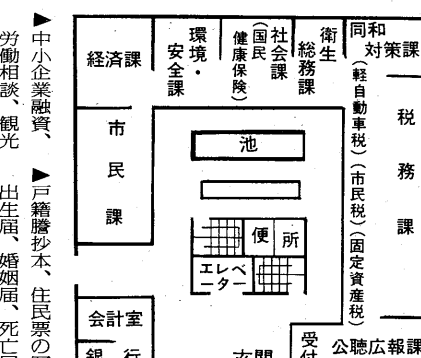 ▶中小企業融資、
労働相談、観光
▶戸籍謄抄本、住民票の
出生届、婚姻届、死亡
経済課
環境・
安全課
社会課
(国民
健康保険)
衛生
総務課
同和
対策課
市民課
池
便所
エレベ
ーター
(軽自動車税)(市民税)(固定資産税)
税務課
会計室
銀行
玄関
受付
公聴広報課